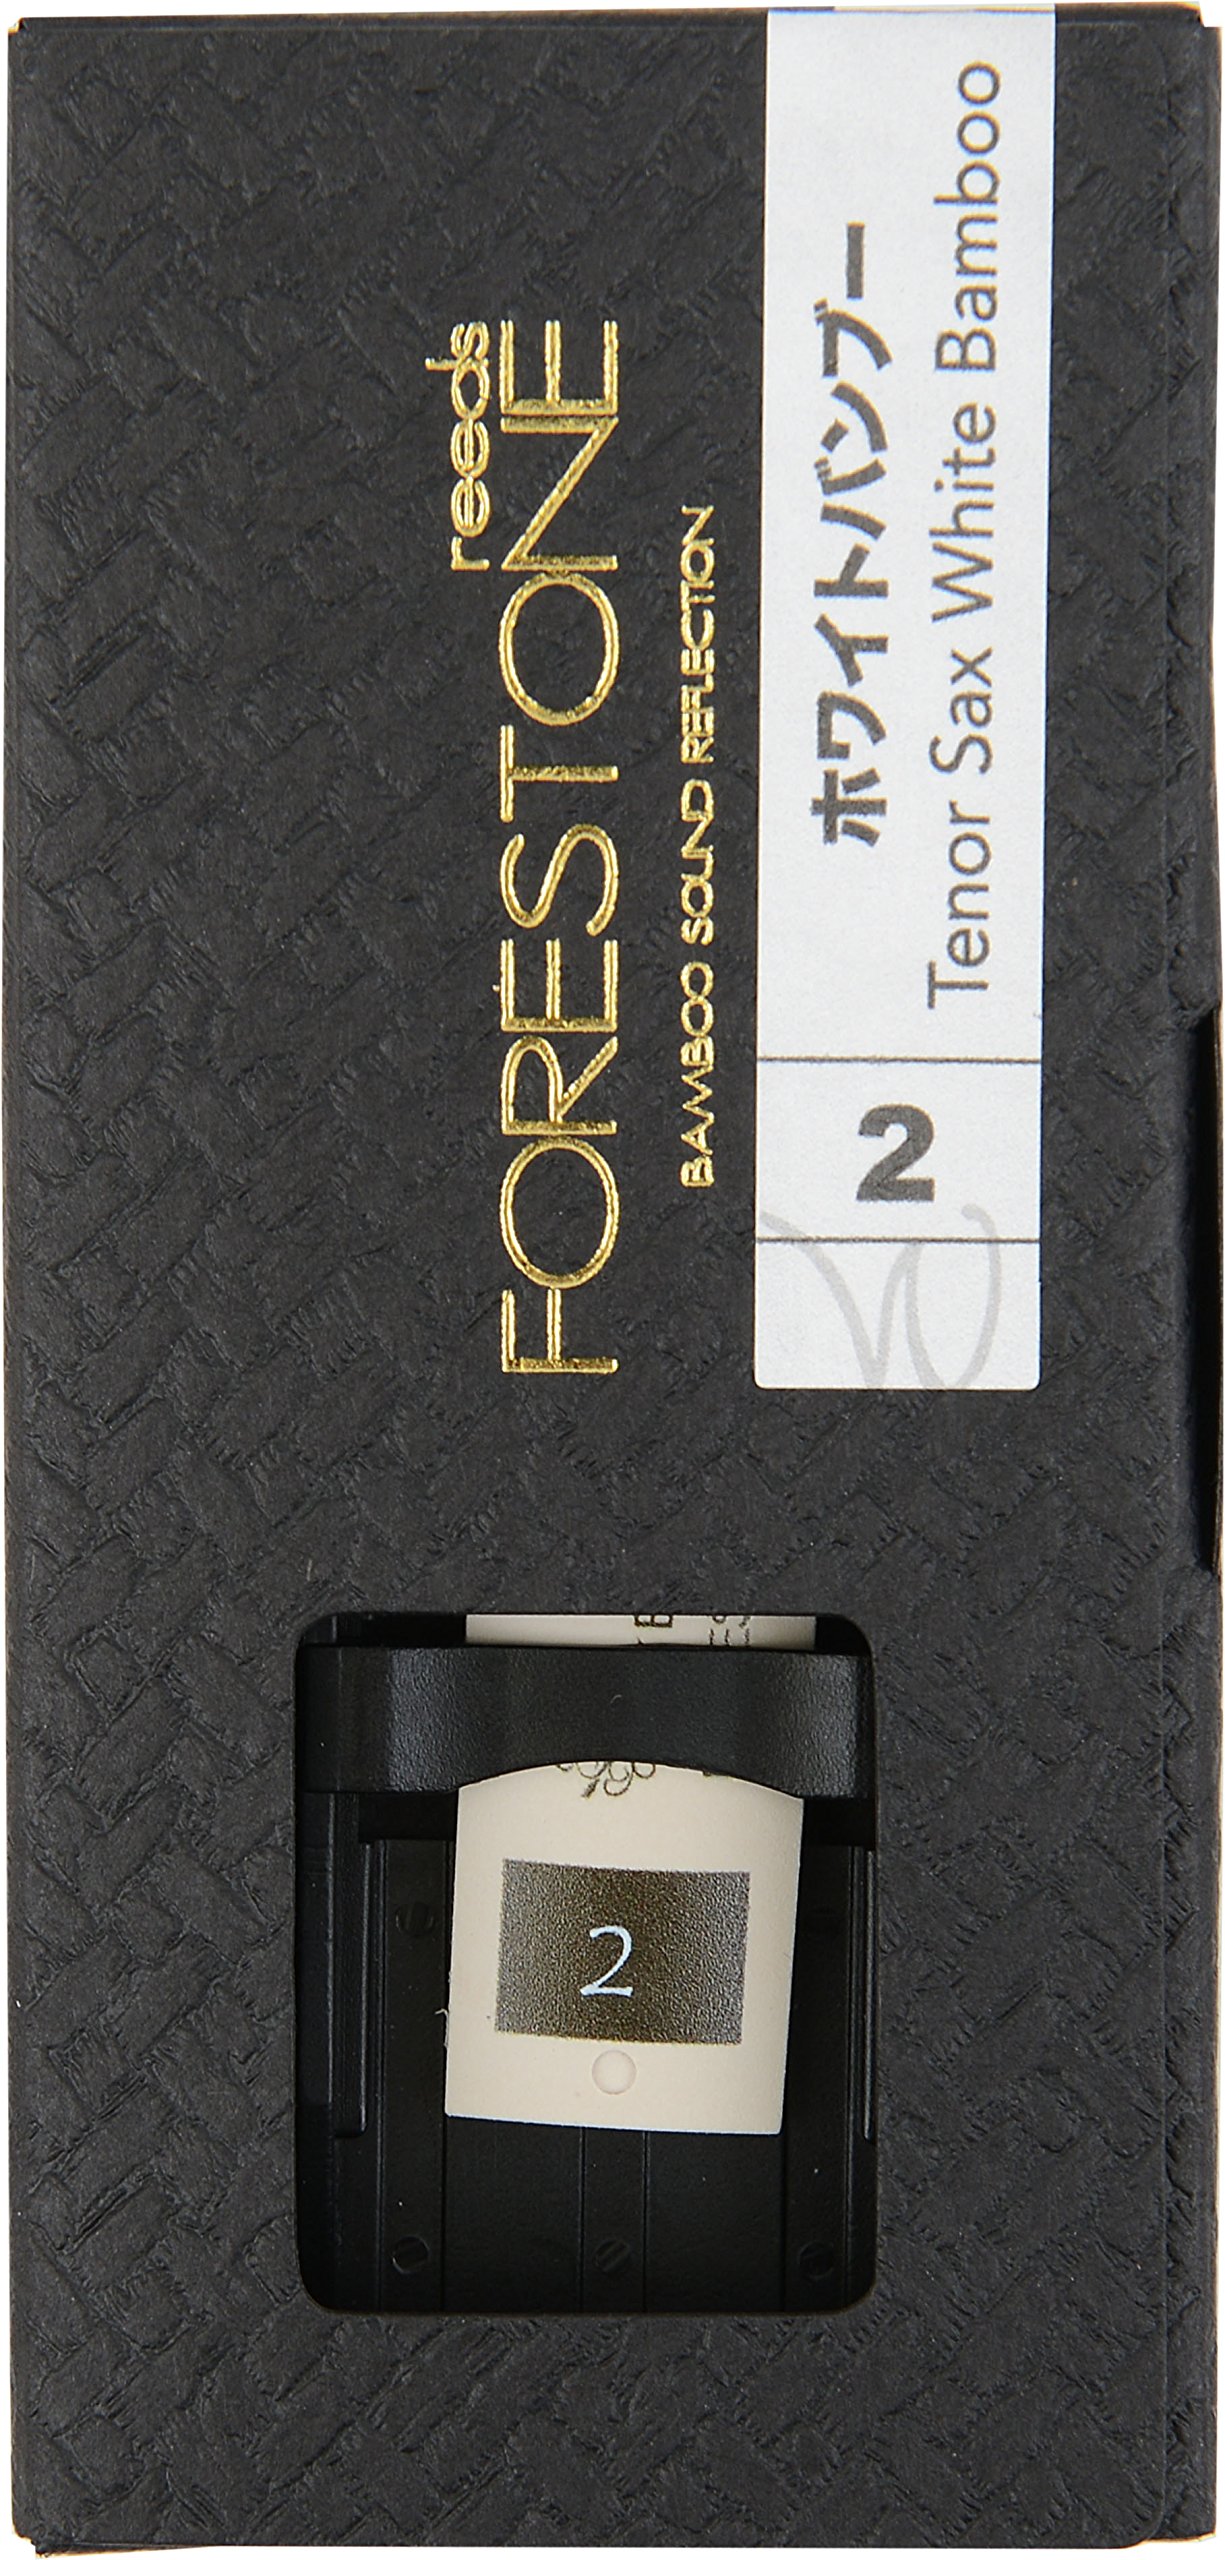 reeds
FORESTONE
BAMBOO SOUND REFLECTION
ホワイトバンブー
2
Tenor Sax White Bamboo
2